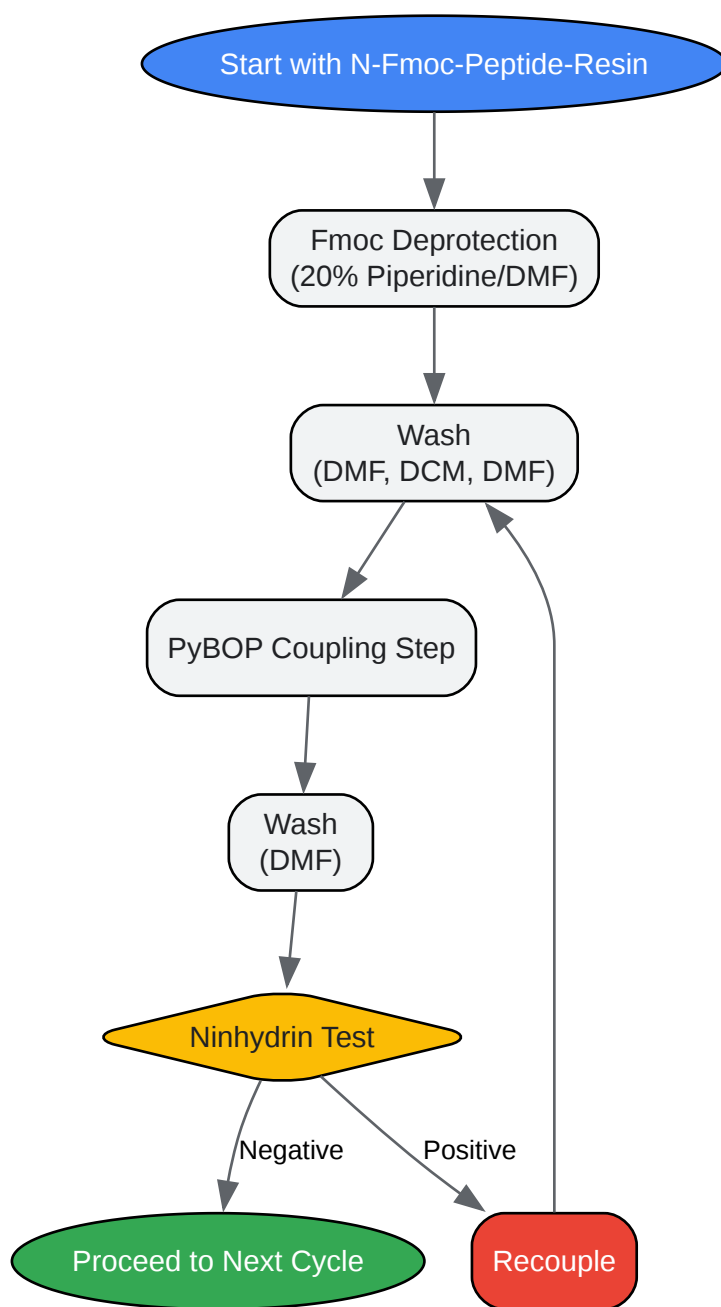 Start with N-Fmoc-Peptide-Resin
Fmoc Deprotection
(20% Piperidine/DMF)
Wash
(DMF, DCM, DMF)
PyBOP Coupling Step
Wash
(DMF)
Ninhydrin Test
Negative
Positive
Proceed to Next Cycle
Recouple